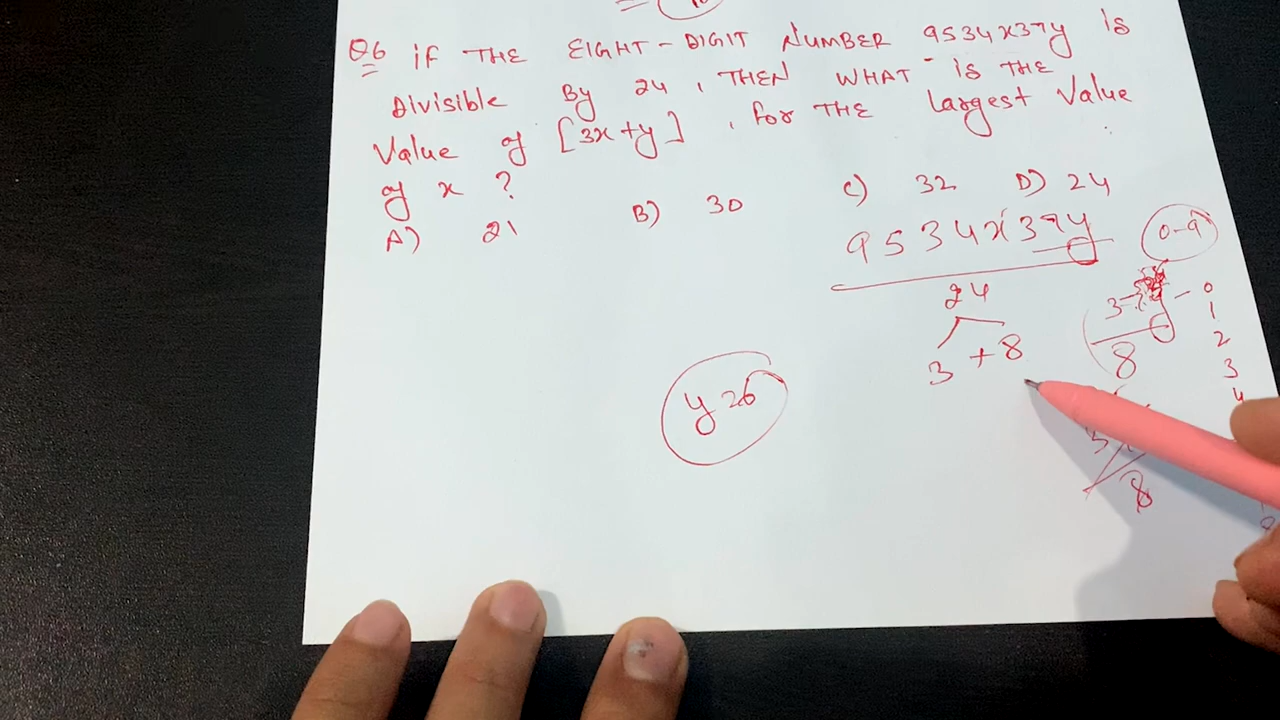 Q6 IF THE EIGHT-DIGIT NUMBER 9534x37y is
Divisible By 24, THEN WHAT is THE
Value of [3x+y], for THE largest Value
of x ?
A) 21 B) 30 C) 32 D) 24
9534x37y
24
3 + 8
0-9
8
0
1
2
3
4
8
y=6